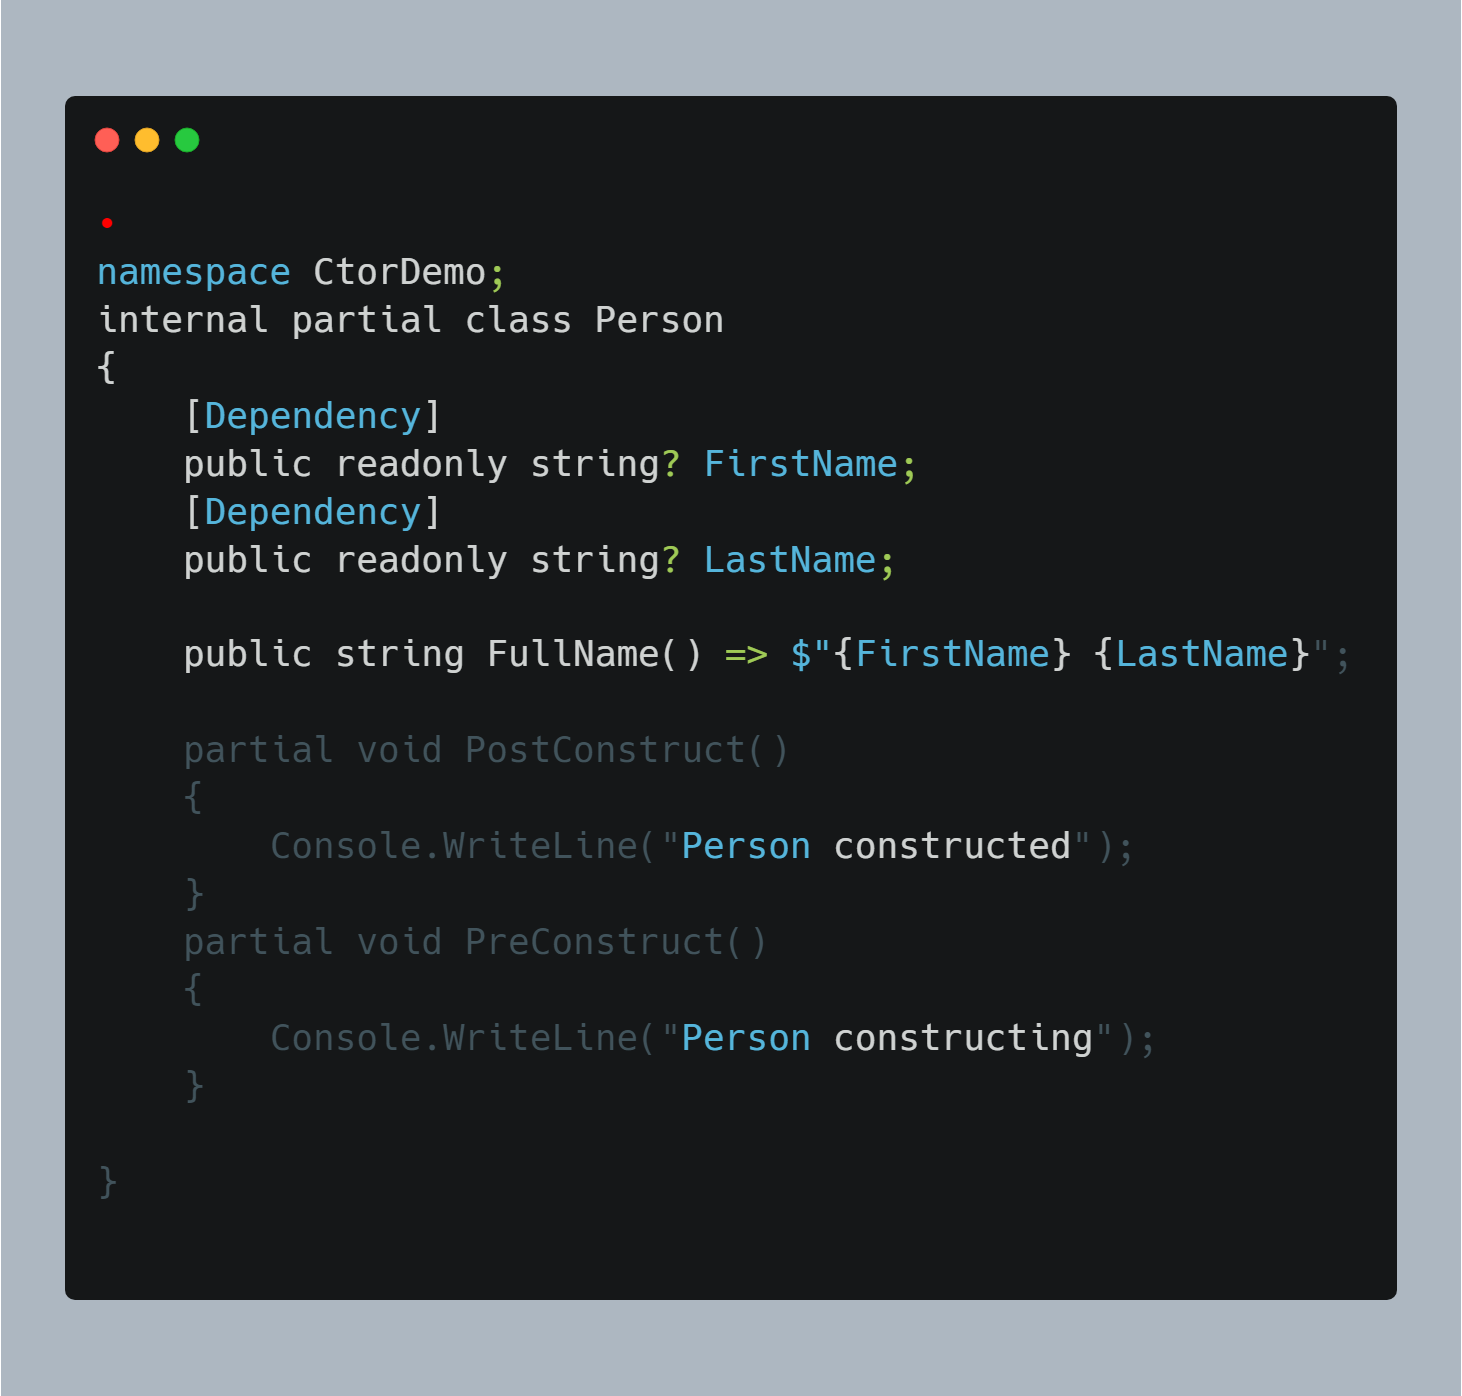 namespace CtorDemo;
internal partial class Person
{
    [Dependency]
    public readonly string? FirstName;
    [Dependency]
    public readonly string? LastName;

    public string FullName() => $"{FirstName} {LastName}";

    partial void PostConstruct()
    {
        Console.WriteLine("Person constructed");
    }
    partial void PreConstruct()
    {
        Console.WriteLine("Person constructing");
    }

}